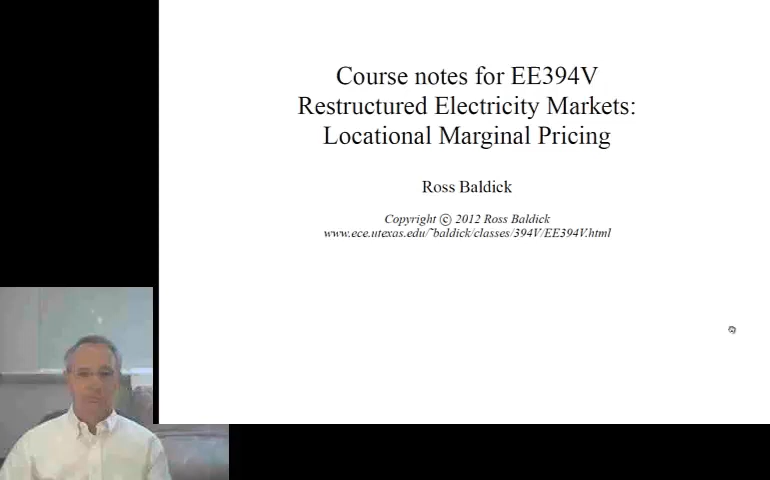 Course notes for EE394V
Restructured Electricity Markets:
Locational Marginal Pricing
Ross Baldick
Copyright © 2012 Ross Baldick
www.ece.utexas.edu/~baldick/classes/394V/EE394V.html